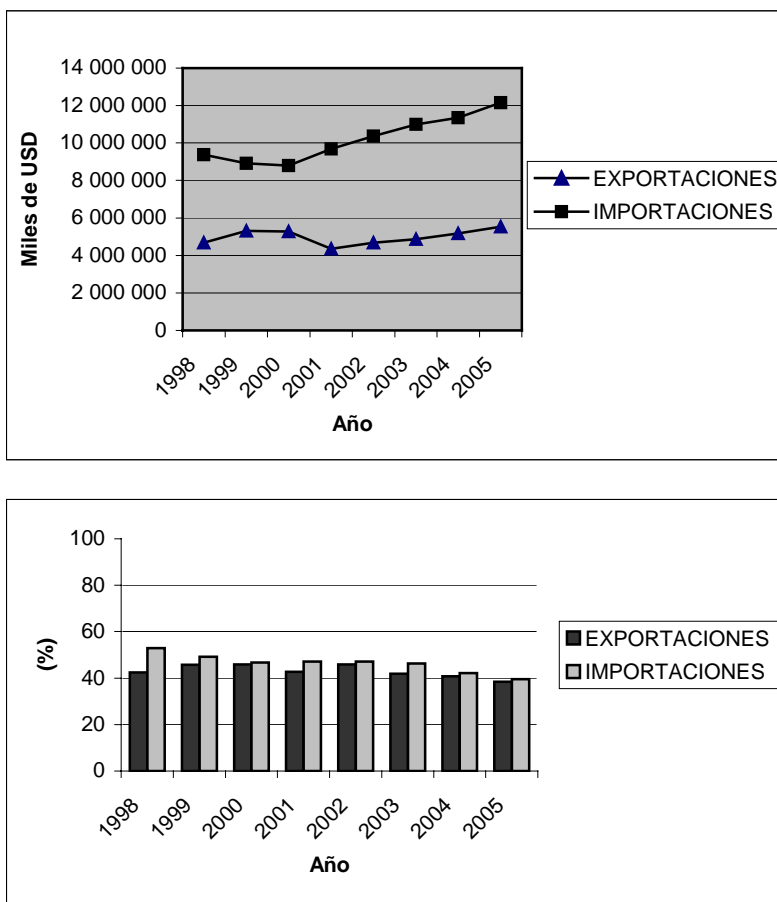 14 000 000
12 000 000
10 000 000
8 000 000
6 000 000
4 000 000
2 000 000
0
Miles de USD
1998 1999 2000 2001 2002 2003 2004 2005
Año
EXPORTACIONES
IMPORTACIONES
100
80
60
40
20
0
(%)
1998 1999 2000 2001 2002 2003 2004 2005
Año
EXPORTACIONES
IMPORTACIONES